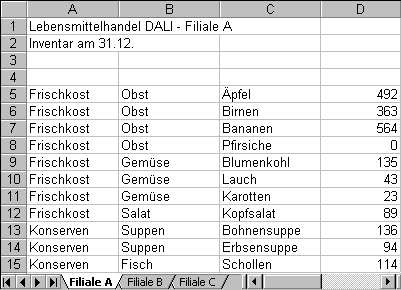 A B C D
1 Lebensmittelhandel DALI - Filiale A
2 Inventar am 31.12.
3
4
5 Frischkost Obst Äpfel 492
6 Frischkost Obst Birnen 363
7 Frischkost Obst Bananen 564
8 Frischkost Obst Pfirsiche 0
9 Frischkost Gemüse Blumenkohl 135
10 Frischkost Gemüse Lauch 43
11 Frischkost Gemüse Karotten 23
12 Frischkost Salat Kopfsalat 89
13 Konserven Suppen Bohnensuppe 136
14 Konserven Suppen Erbsensuppe 94
15 Konserven Fisch Schollen 114
Filiale A Filiale B Filiale C